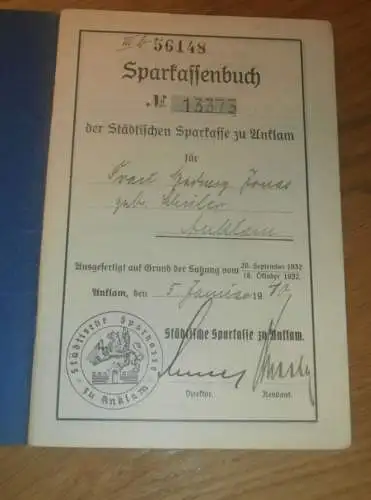 III b 56148
Sparkassenbuch
№ 13375
der Städtischen Sparkasse zu Anklam
für
Frau Hedwig Jonas
geb.
Anklam
Ausgefertigt auf Grund der Satzung vom 20. September 1932
18. Oktober 1932.
Anklam, den 5. Januar 19
Städtische Sparkasse zu Anklam.
Direktor. Rendant.
Städtische Sparkasse zu Anklam